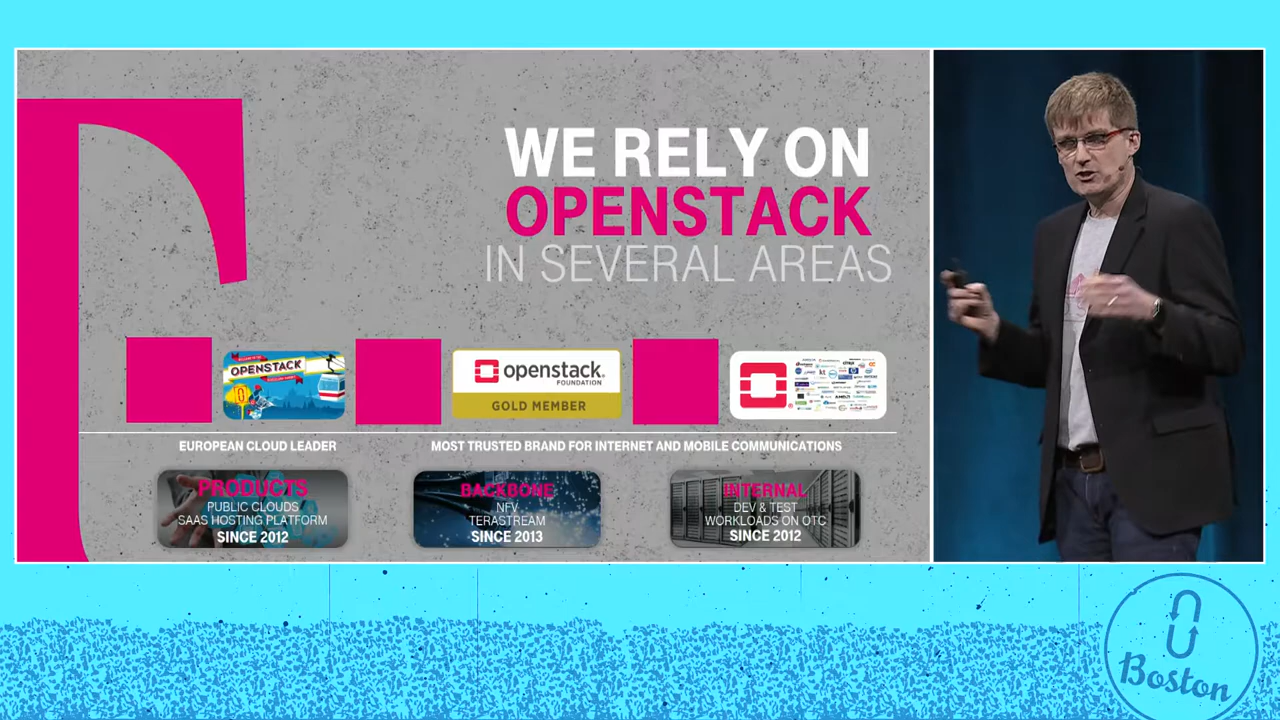 WE RELY ON
OPENSTACK
IN SEVERAL AREAS
OPENSTACK
openstack.
FOUNDATION
GOLD MEMBER
EUROPEAN CLOUD LEADER
MOST TRUSTED BRAND FOR INTERNET AND MOBILE COMMUNICATIONS
PRODUCTS
PUBLIC CLOUDS
SAAS HOSTING PLATFORM
SINCE 2012
BACKBONE
NFV
TERASTREAM
SINCE 2013
INTERNAL
DEV & TEST
WORKLOADS ON OTC
SINCE 2012
Boston